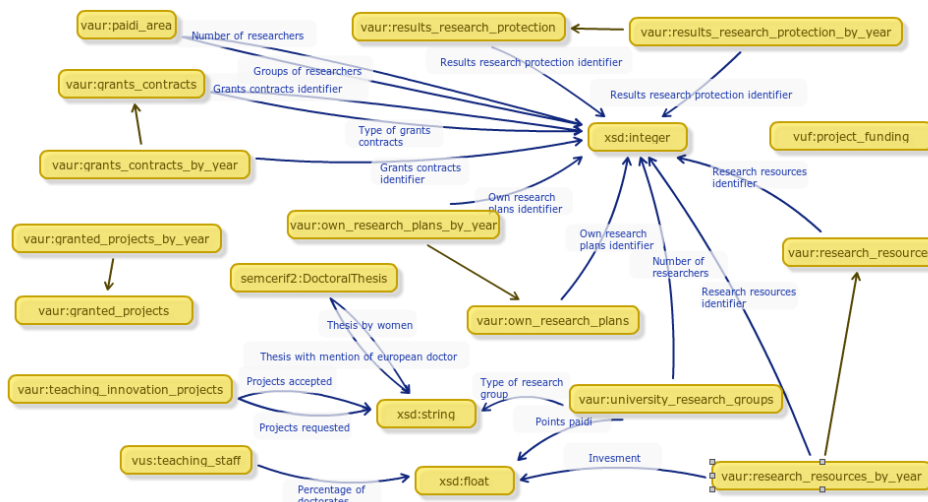 vaur:paidi_area
Number of researchers
vaur:results_research_protection
vaur:results_research_protection_by_year
Results research protection identifier
Groups of researchers
vaur:grants_contracts
Grants contracts identifier
Results research protection identifier
Type of grants
contracts
xsd:integer
vuf:project_funding
vaur:grants_contracts_by_year
Grants contracts
identifier
Research resources
identifier
Own research
plans identifier
vaur:own_research_plans_by_year
vaur:granted_projects_by_year
Own research
plans identifier
vaur:research_resource
Number of
researchers
semcerif2:DoctoralThesis
Research resources
identifier
vaur:granted_projects
Thesis by women
vaur:own_research_plans
Thesis with mention of european doctor
Projects accepted
vaur:teaching_innovation_projects
Type of research
group
vaur:university_research_groups
xsd:string
Projects requested
Points paidi
vus:teaching_staff
Invesment
xsd:float
vaur:research_resources_by_year
Percentage of
doctorates